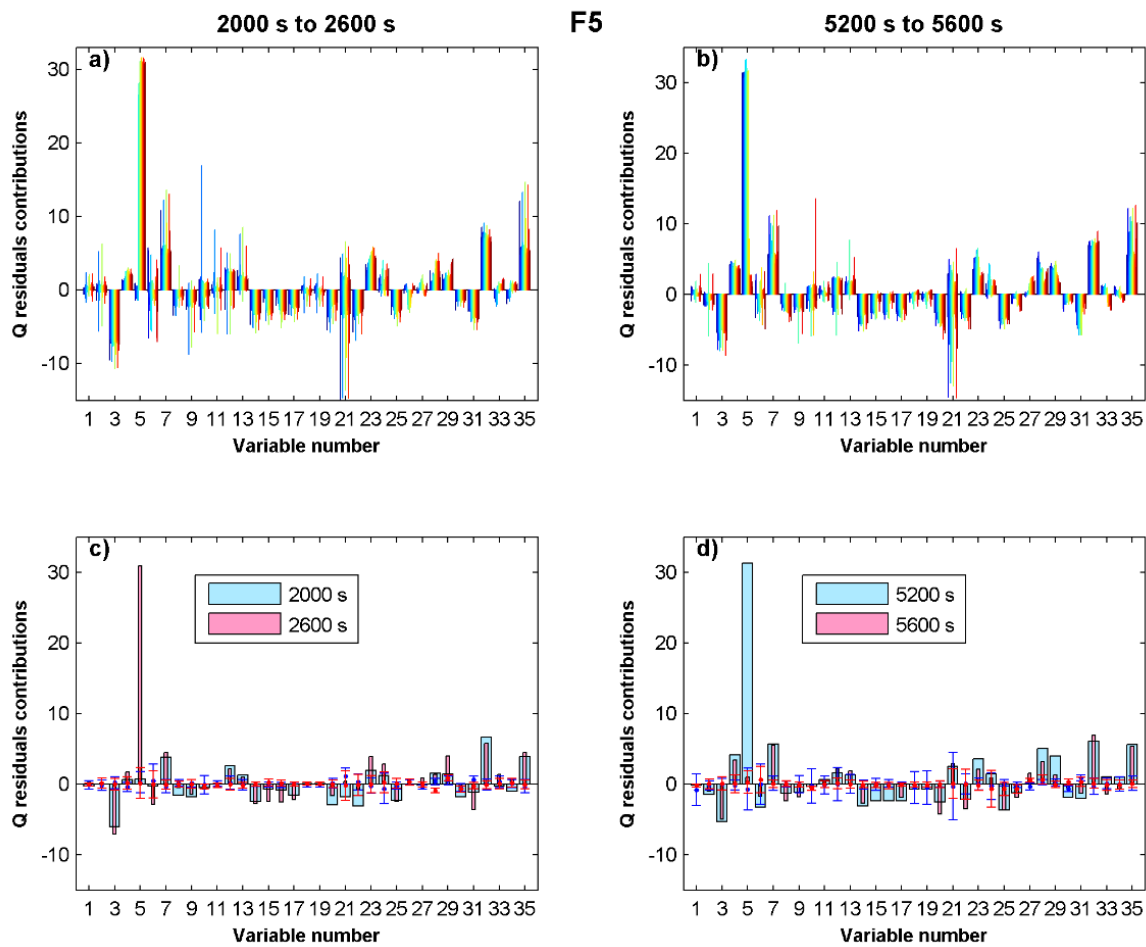 2000 s to 2600 s F5 5200 s to 5600 s
a)
Q residuals contributions
30
20
10
0
-10
1 3 5 7 9 11 13 15 17 19 21 23 25 27 29 31 33 35
Variable number
b)
Q residuals contributions
30
20
10
0
-10
1 3 5 7 9 11 13 15 17 19 21 23 25 27 29 31 33 35
Variable number
c)
Q residuals contributions
30
20
10
0
-10
2000 s
2600 s
1 3 5 7 9 11 13 15 17 19 21 23 25 27 29 31 33 35
Variable number
d)
Q residuals contributions
30
20
10
0
-10
5200 s
5600 s
1 3 5 7 9 11 13 15 17 19 21 23 25 27 29 31 33 35
Variable number